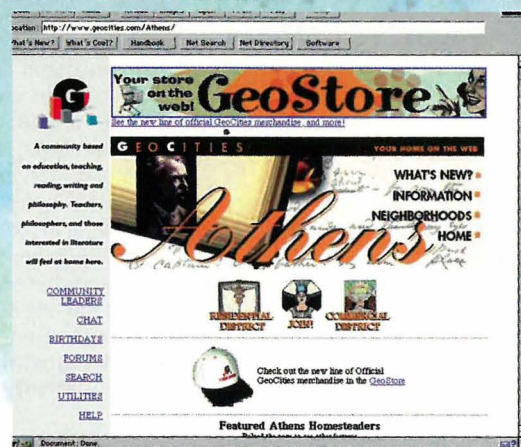 ocation: http://www.geocities.com/Athens/
hat's New?
What's Cool?
Handbook
Net Search
Net Directory
Software
G
Your store
on the
web!
GeoStore
See the new line of official GeoCities merchandise, and more!
A community based
on education, teaching,
reading, writing and
philosophy. Teachers,
philosophers, and those
interested in literature
will feel at home here.
GEOCITIES
YOUR HOME ON THE WEB
WHAT'S NEW?
INFORMATION
NEIGHBORHOODS
HOME
Athens
COMMUNITY
LEADERS
CHAT
BIRTHDAYS
FORUMS
SEARCH
UTILITIES
HELP
RESIDENTIAL
DISTRICT
JOIN!
COMMERCIAL
DISTRICT
Check out the new line of Official
GeoCities merchandise in the GeoStore
Featured Athens Homesteaders
Document: Done.